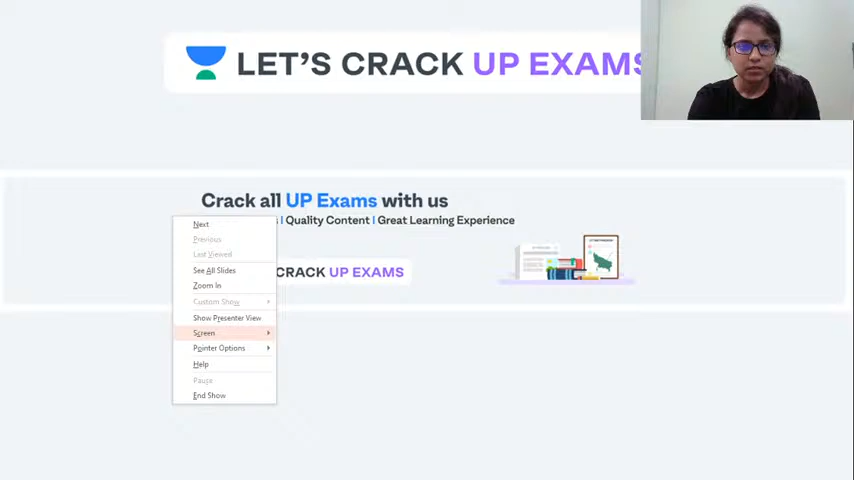 LET'S CRACK UP EXAMS
Crack all UP Exams with us
l Quality Content l Great Learning Experience
CRACK UP EXAMS
Next
Previous
Last Viewed
See All Slides
Zoom In
Custom Show
Show Presenter View
Screen
Pointer Options
Help
Pause
End Show